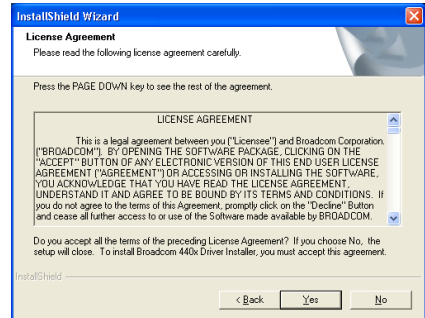 InstallShield Wizard
License Agreement
Please read the following license agreement carefully.
Press the PAGE DOWN key to see the rest of the agreement.
LICENSE AGREEMENT
This is a legal agreement between you ("Licensee") and Broadcom Corporation.
("BROADCOM"). BY OPENING THE SOFTWARE PACKAGE, CLICKING ON THE
"ACCEPT" BUTTON OF ANY ELECTRONIC VERSION OF THIS END USER LICENSE
AGREEMENT ("AGREEMENT") OR ACCESSING OR INSTALLING THE SOFTWARE,
YOU ACKNOWLEDGE THAT YOU HAVE READ THE LICENSE AGREEMENT,
UNDERSTAND IT AND AGREE TO BE BOUND BY ITS TERMS AND CONDITIONS. If
you do not agree to the terms of this Agreement, promptly click on the "Decline" Button
and cease all further access to or use of the Software made available by BROADCOM.
Do you accept all the terms of the preceding License Agreement? If you choose No, the
setup will close. To install Broadcom 440x Driver Installer, you must accept this agreement.
InstallShield
< Back Yes No